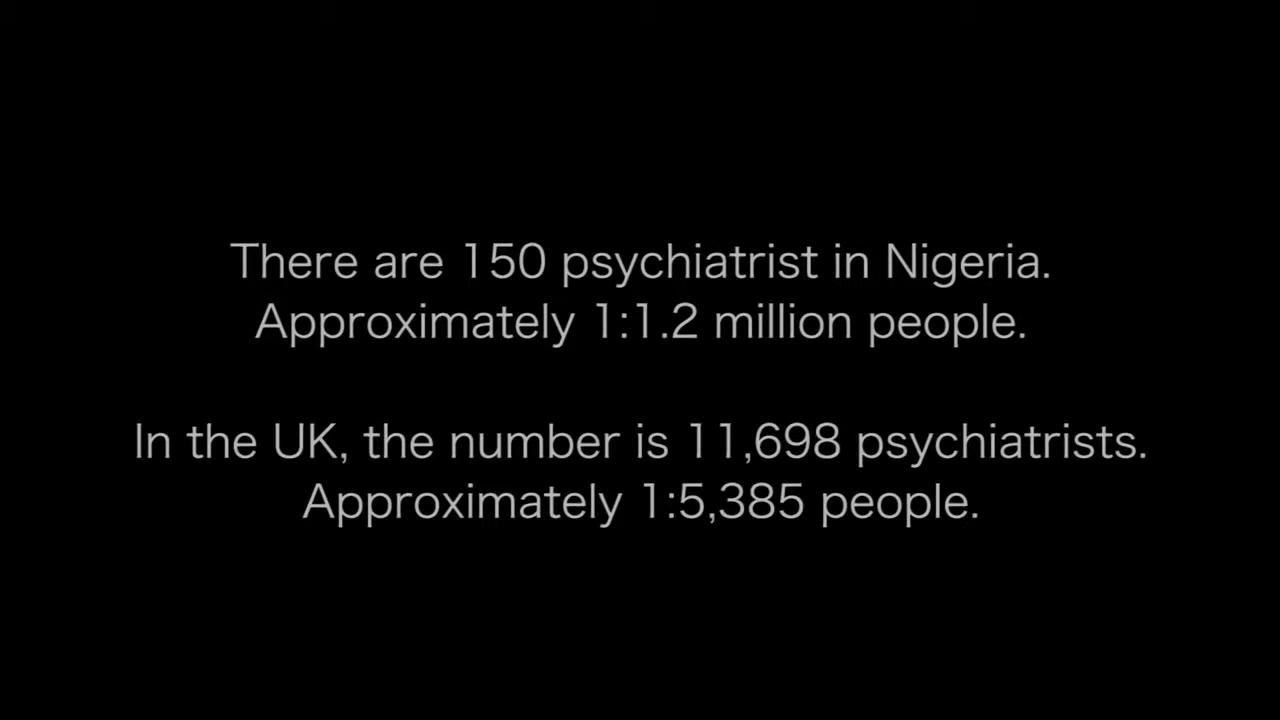 There are 150 psychiatrist in Nigeria.
Approximately 1:1.2 million people.
In the UK, the number is 11,698 psychiatrists.
Approximately 1:5,385 people.